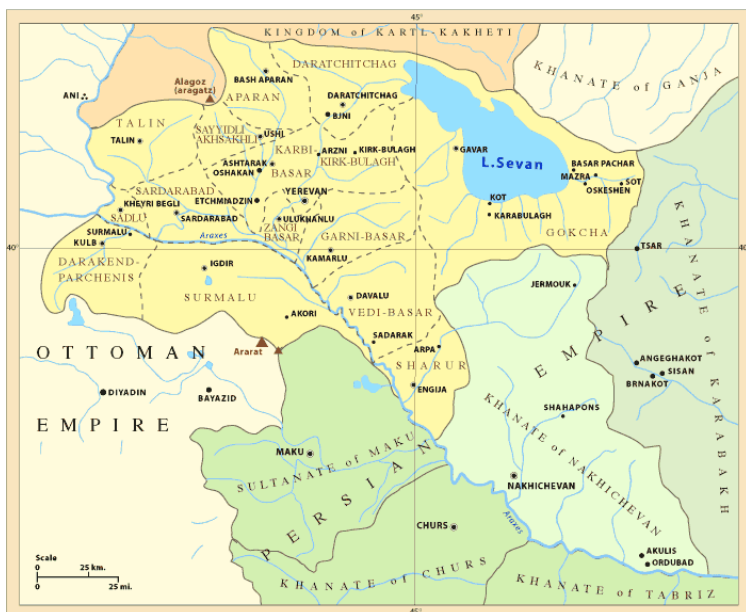 45°
KINGDOM of KARTL-KAKHETI
DARATCHITCHAG
KHANATE of GANJA
Alagoz
(aragatz)
BASH APARAN
ANI
APARAN
DARATCHITCHAG
BJNI
TALIN
TALIN
SAYYIDLI
AKHSAKHLI
USHI
KARBI-
BASAR
ARZNI
KIRK-BULAGH
KIRK-BULAGH
GAVAR
L.Sevan
ASHTARAK
OSHAKAN
BASAR PACHAR
MAZRA
SOT
OSKESHEN
SARDARABAD
KHEYRI BEGLI
ETCHMIADZIN
YEREVAN
KOT
SADLU
SARDARABAD
ULUKHANLU
KARABULAGH
ZANGI
BASAR
SURMALU
GARNI-BASAR
GOKCHA
KULB
Araxes
40°
40
KAMARLU
TSAR
DARAKEND-
PARCHENIS
IGDIR
JERMOUK
SURMALU
DAVALU
VEDI-BASAR
AKORI
KHANATE of KARABAKH
SADARAK
Ararat
ARPA
OTTOMAN
EMPIRE
SHARUR
ANGEGHAKOT
SISAN
BRNAKOT
DIYADIN
BAYAZID
ENGIJA
EMPIRE
SHAHAPONS
KHANATE of NAKHICHEVAN
MAKU
SULTANATE of MAKU
PERSIAN
NAKHICHEVAN
Araxes
CHURS
AKULIS
ORDUBAD
Scale
0 25 km.
0 25 mi.
KHANATE of CHURS
KHANATE of TABRIZ
45°